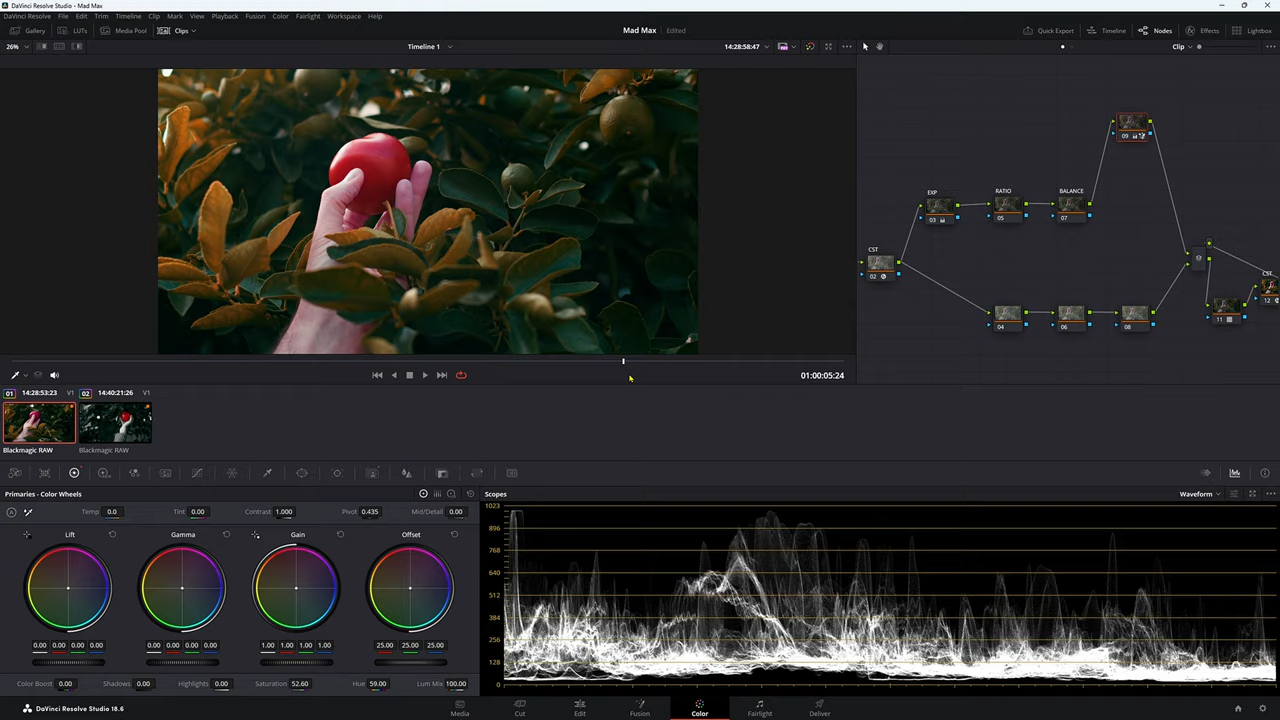 DaVinci Resolve Studio - Mad Max
DaVinci Resolve File Edit Trim Timeline Clip Mark View Playback Fusion Color Fairlight Workspace Help
Gallery LUTs Media Pool Clips Mad Max Edited Quick Export Timeline Nodes Effects Lightbox
26% Timeline 1 14:28:58:47 Clip
09
EXP RATIO BALANCE
03 05 07
CST
02
CST
12
04 06 08 11
01:00:05:24
01 14:28:53:23 V1 02 14:40:21:26 V1
Blackmagic RAW Blackmagic RAW
Primaries - Color Wheels Scopes Waveform
A Temp 0.0 Tint 0.00 Contrast 1.000 Pivot 0.435 Mid/Detail 0.00
Lift Gamma Gain Offset
0.00 0.00 0.00 0.00 0.00 0.00 0.00 0.00 1.00 1.00 1.00 1.00 25.00 25.00 25.00
Color Boost 0.00 Shadows 0.00 Highlights 0.00 Saturation 52.60 Hue 59.00 Lum Mix 100.00
1023
896
768
640
512
384
256
128
0
DaVinci Resolve Studio 18.6 Media Cut Edit Fusion Color Fairlight Deliver